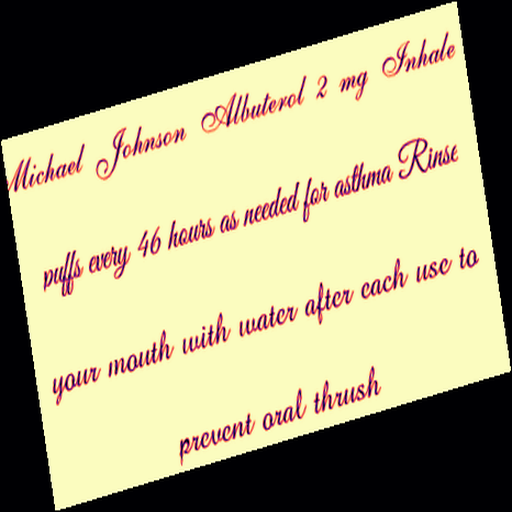 Michael Johnson Albuterol 2 mg Inhale
puffs every 46 hours as needed for asthma Rinse
your mouth with water after each use to
prevent oral thrush